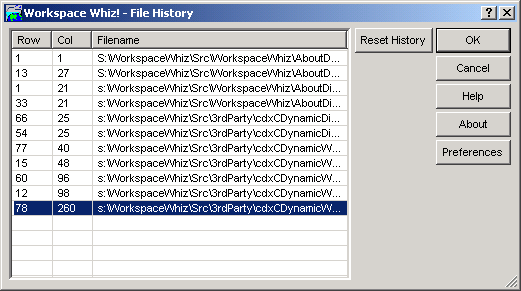 Workspace Whiz! - File History
Row Col Filename
1 1 S:\WorkspaceWhiz\Src\WorkspaceWhiz\AboutD...
13 27 S:\WorkspaceWhiz\Src\WorkspaceWhiz\AboutD...
1 21 s:\WorkspaceWhiz\Src\WorkspaceWhiz\AboutDi...
33 21 s:\WorkspaceWhiz\Src\WorkspaceWhiz\AboutDi...
66 25 s:\WorkspaceWhiz\Src\3rdParty\cdxCDynamicDi...
54 25 s:\WorkspaceWhiz\Src\3rdParty\cdxCDynamicDi...
77 40 s:\WorkspaceWhiz\Src\3rdParty\cdxCDynamicW...
15 48 s:\WorkspaceWhiz\Src\3rdParty\cdxCDynamicW...
60 96 s:\WorkspaceWhiz\Src\3rdParty\cdxCDynamicW...
12 98 s:\WorkspaceWhiz\Src\3rdParty\cdxCDynamicW...
78 260 s:\WorkspaceWhiz\Src\3rdParty\cdxCDynamicW...
Reset History
OK
Cancel
Help
About
Preferences